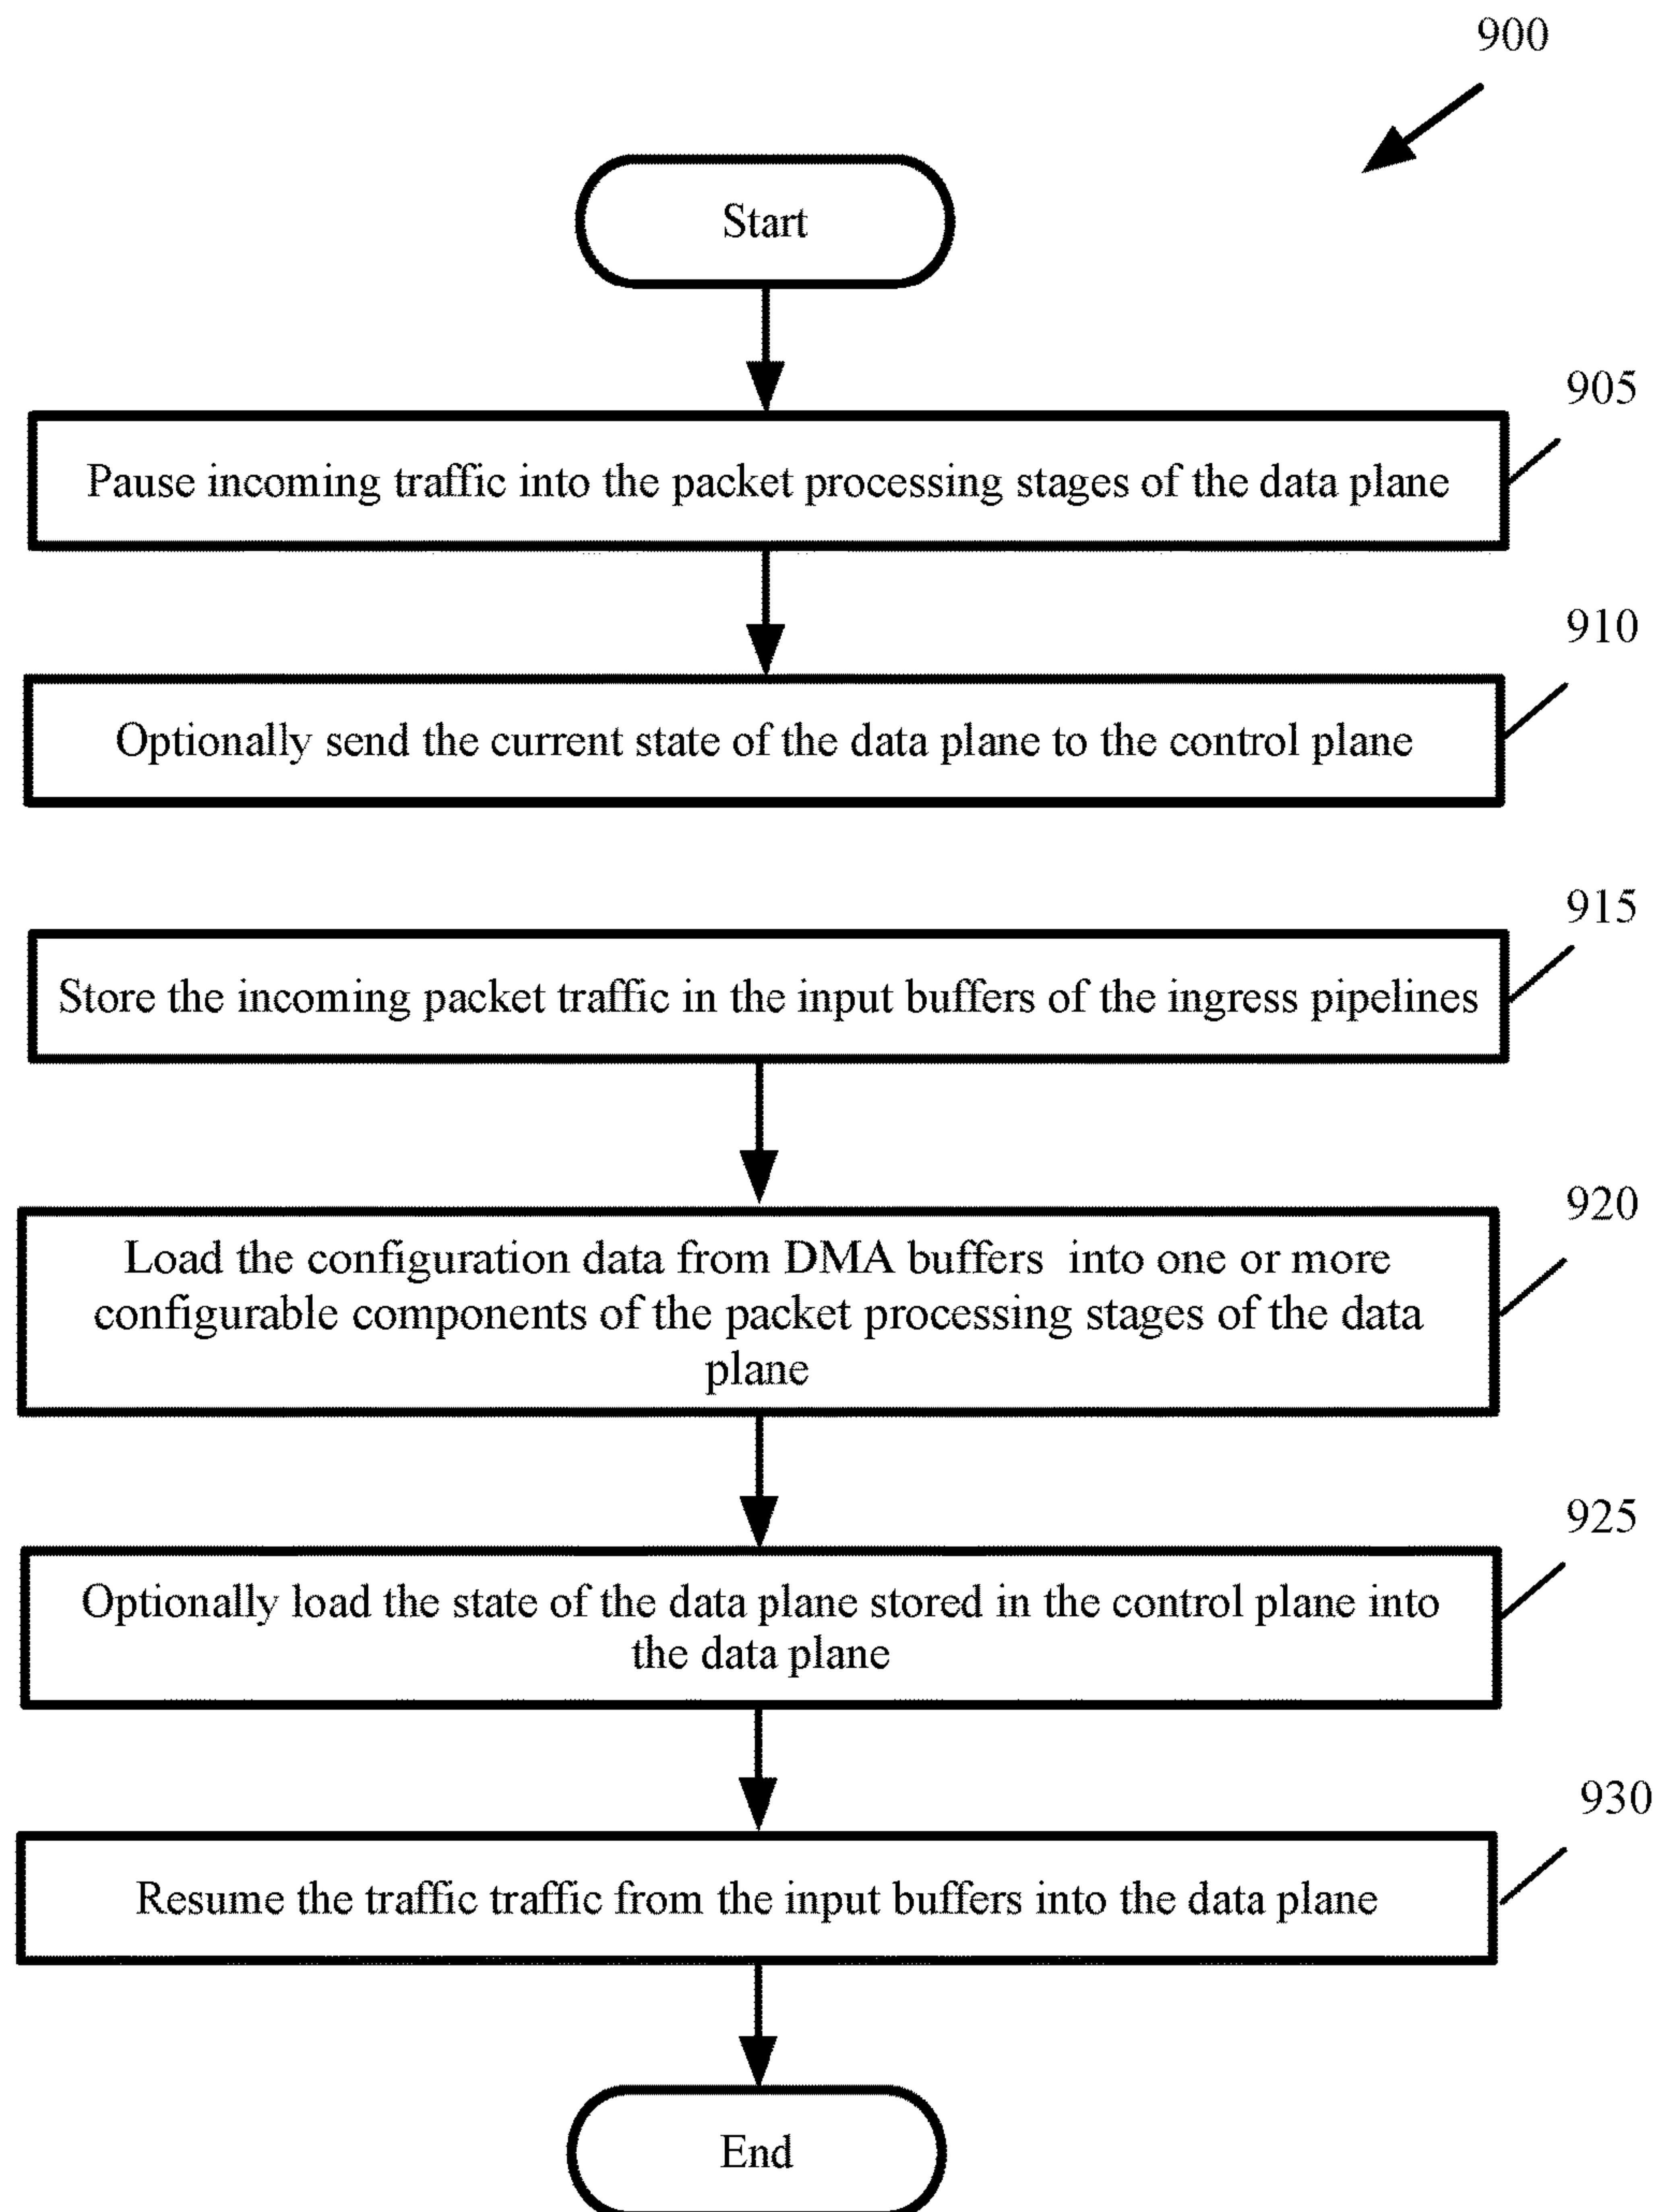 900
Start
905
Pause incoming traffic into the packet processing stages of the data plane
910
Optionally send the current state of the data plane to the control plane
915
Store the incoming packet traffic in the input buffers of the ingress pipelines
920
Load the configuration data from DMA buffers into one or more
configurable components of the packet processing stages of the data
plane
925
Optionally load the state of the data plane stored in the control plane into
the data plane
930
Resume the traffic traffic from the input buffers into the data plane
End